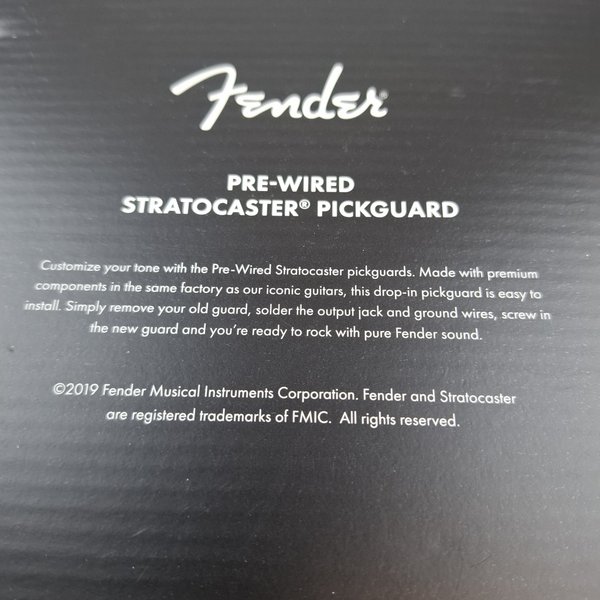 Fender®
PRE-WIRED
STRATOCASTER® PICKGUARD
Customize your tone with the Pre-Wired Stratocaster pickguards. Made with premium
components in the same factory as our iconic guitars, this drop-in pickguard is easy to
install. Simply remove your old guard, solder the output jack and ground wires, screw in
the new guard and you're ready to rock with pure Fender sound.
©2019 Fender Musical Instruments Corporation. Fender and Stratocaster
are registered trademarks of FMIC. All rights reserved.